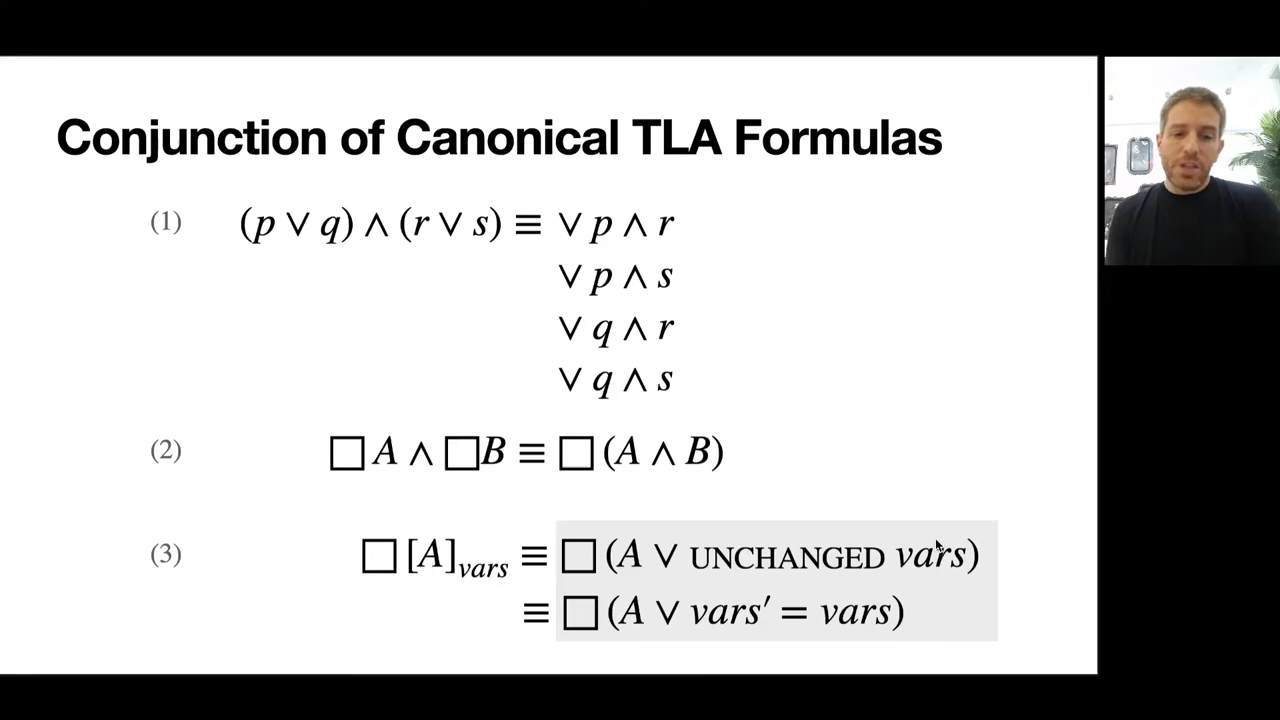 Conjunction of Canonical TLA Formulas
(1) (p ∨ q) ∧ (r ∨ s) ≡ ∨ p ∧ r
∨ p ∧ s
∨ q ∧ r
∨ q ∧ s
(2) □ A ∧ □B ≡ □ (A ∧ B)
(3) □ [A]vars ≡ □ (A ∨ UNCHANGED vars)
≡ □ (A ∨ vars′ = vars)